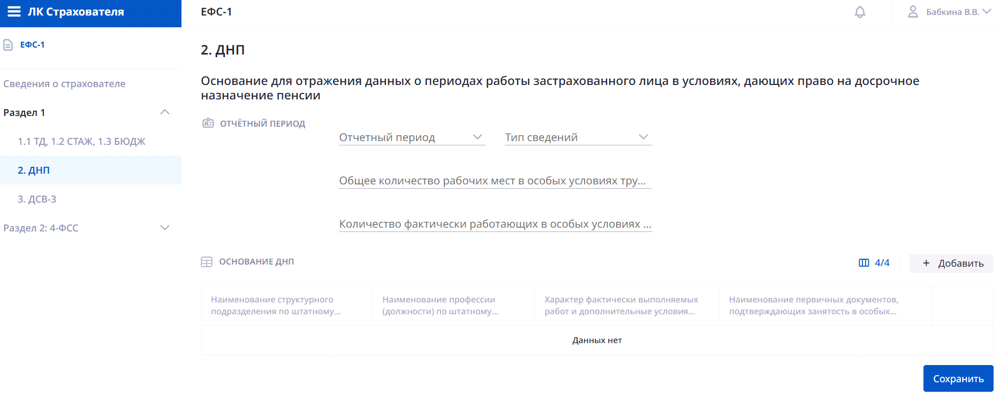 ЛК Страхователя
ЕФС-1
Бабкина В.В.
ЕФС-1
Сведения о страхователе
Раздел 1
1.1 ТД, 1.2 СТАЖ, 1.3 БЮДЖ
2. ДНП
3. ДСВ-3
Раздел 2: 4-ФСС
2. ДНП
Основание для отражения данных о периодах работы застрахованного лица в условиях, дающих право на досрочное
назначение пенсии
ОТЧЁТНЫЙ ПЕРИОД
Отчетный период
Тип сведений
Общее количество рабочих мест в особых условиях тру...
Количество фактически работающих в особых условиях ...
ОСНОВАНИЕ ДНП
4/4
+ Добавить
Наименование структурного
подразделения по штатному...
Наименование профессии
(должности) по штатному...
Характер фактически выполняемых
работ и дополнительные условия...
Наименование первичных документов,
подтверждающих занятость в особых...
Данных нет
Сохранить